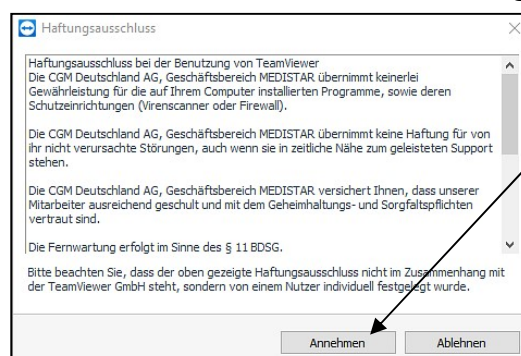 Haftungsausschluss
Haftungsausschluss bei der Benutzung von TeamViewer
Die CGM Deutschland AG, Geschäftsbereich MEDISTAR übernimmt keinerlei
Gewährleistung für die auf Ihrem Computer installierten Programme, sowie deren
Schutzeinrichtungen (Virenscanner oder Firewall).
Die CGM Deutschland AG, Geschäftsbereich MEDISTAR übernimmt keine Haftung für von
ihr nicht verursachte Störungen, auch wenn sie in zeitliche Nähe zum geleisteten Support
stehen.
Die CGM Deutschland AG, Geschäftsbereich MEDISTAR versichert Ihnen, dass unserer
Mitarbeiter ausreichend geschult und mit dem Geheimhaltungs- und Sorgfaltspflichten
vertraut sind.
Die Fernwartung erfolgt im Sinne des § 11 BDSG.
Bitte beachten Sie, dass der oben gezeigte Haftungsausschluss nicht im Zusammenhang mit
der TeamViewer GmbH steht, sondern von einem Nutzer individuell festgelegt wurde.
Annehmen
Ablehnen